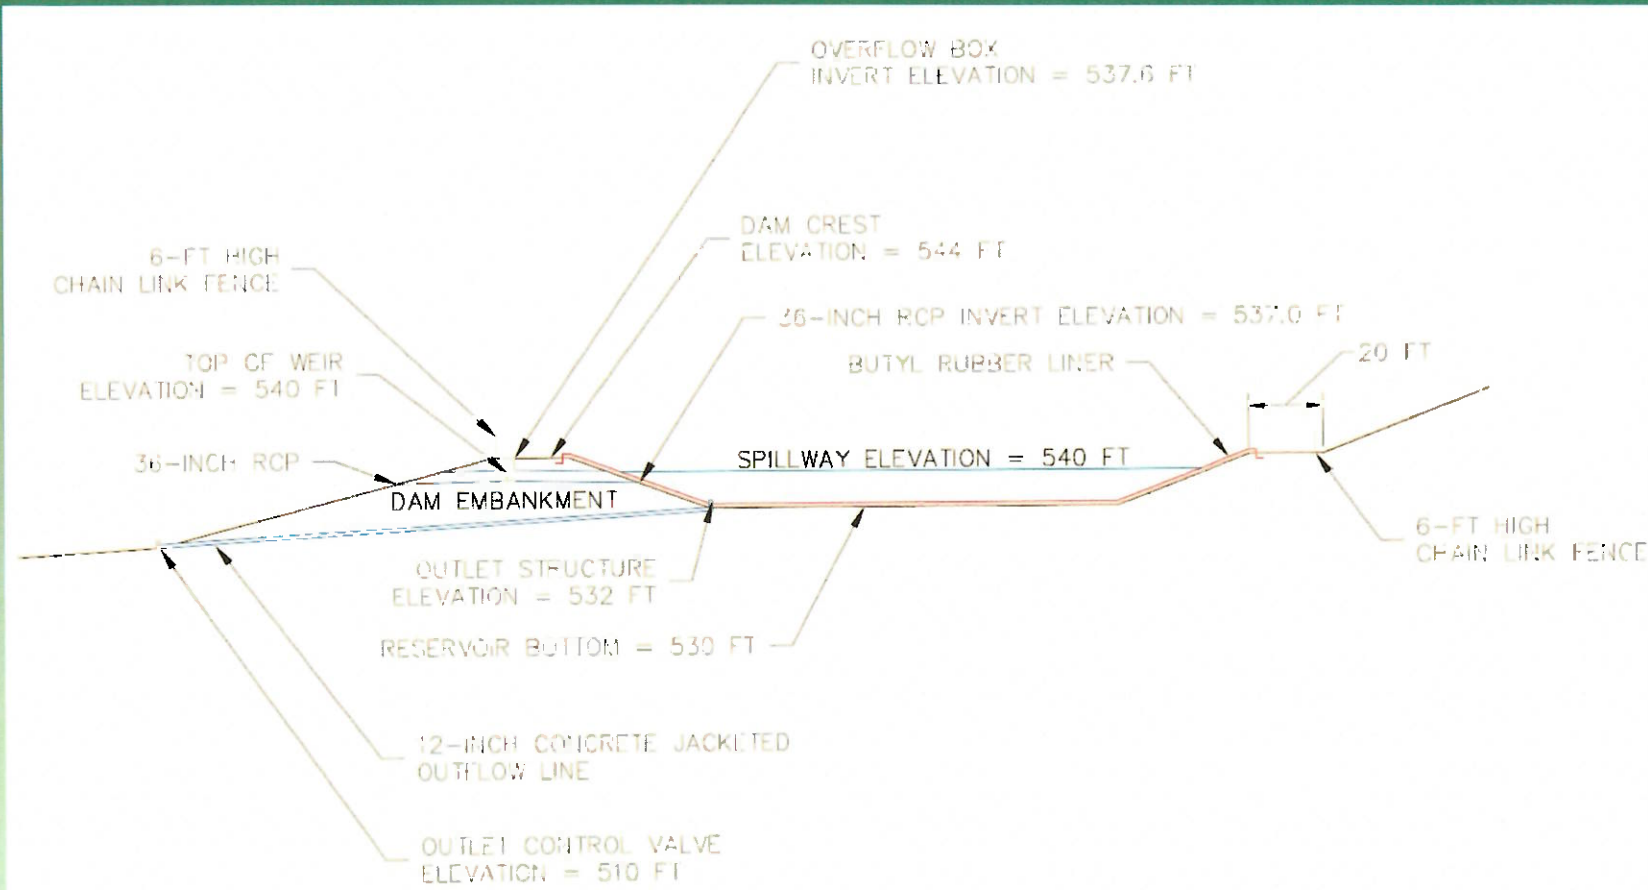 OVERFLOW BOX
INVERT ELEVATION = 537.6 FT
DAM CREST
ELEVATION = 544 FT
6-FT HIGH
CHAIN LINK FENCE
36-INCH RCP INVERT ELEVATION = 537.0 FT
TOP OF WEIR
ELEVATION = 540 FT
BUTYL RUBBER LINER
20 FT
36-INCH RCP
SPILLWAY ELEVATION = 540 FT
DAM EMBANKMENT
6-FT HIGH
CHAIN LINK FENCE
OUTLET STRUCTURE
ELEVATION = 532 FT
RESERVOIR BOTTOM = 530 FT
12-INCH CONCRETE JACKETED
OUTFLOW LINE
OUTLET CONTROL VALVE
ELEVATION = 510 FT